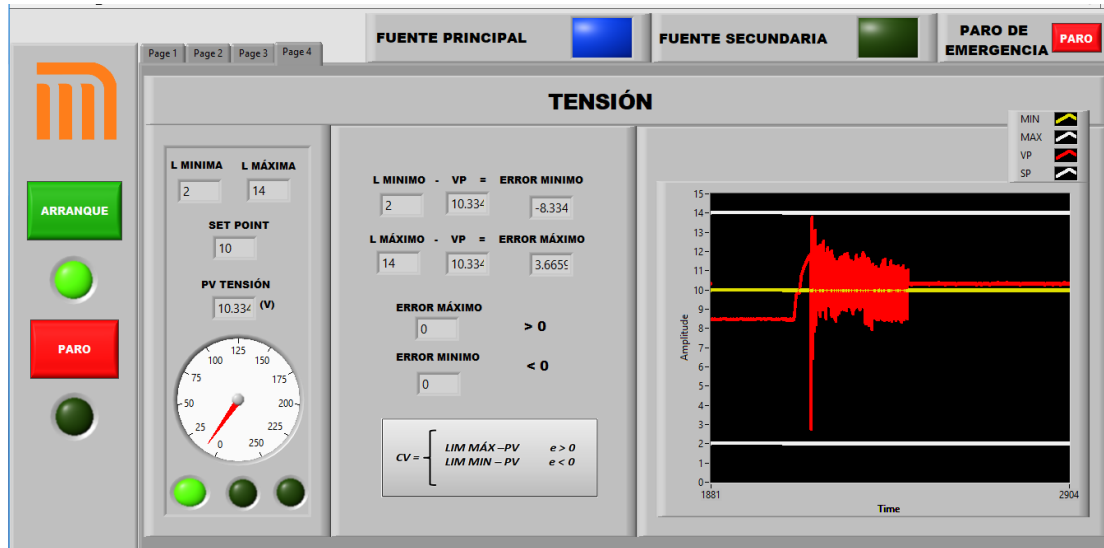 FUENTE PRINCIPAL
FUENTE SECUNDARIA
PARO DE
EMERGENCIA
PARO
Page 1
Page 2
Page 3
Page 4
TENSIÓN
ARRANQUE
PARO
L MINIMA
L MÁXIMA
2
14
SET POINT
10
PV TENSIÓN
10.334 (V)
0
25
50
75
100
125
150
175
200
225
250
L MINIMO - VP = ERROR MINIMO
2
10.334
-8.334
L MÁXIMO - VP = ERROR MÁXIMO
14
10.334
3.6659
ERROR MÁXIMO
0
> 0
ERROR MINIMO
0
< 0
CV =
LIM MÁX –PV e > 0
LIM MIN – PV e < 0
MIN
MAX
VP
SP
Amplitude
15
14
13
12
11
10
9
8
7
6
5
4
3
2
1
0
1881
2904
Time